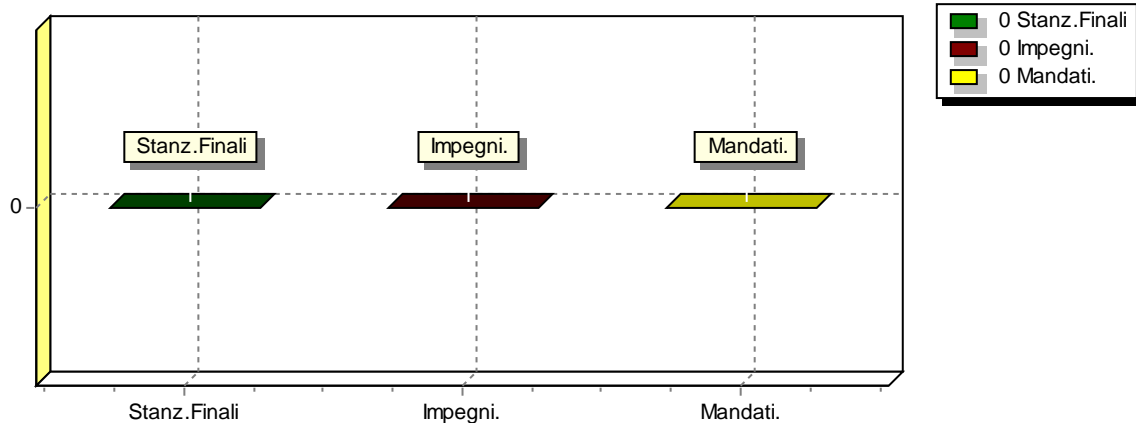 0 Stanz.Finali
0 Impegni.
0 Mandati.
Stanz.Finali
Impegni.
Mandati.
0
Stanz.Finali
Impegni.
Mandati.